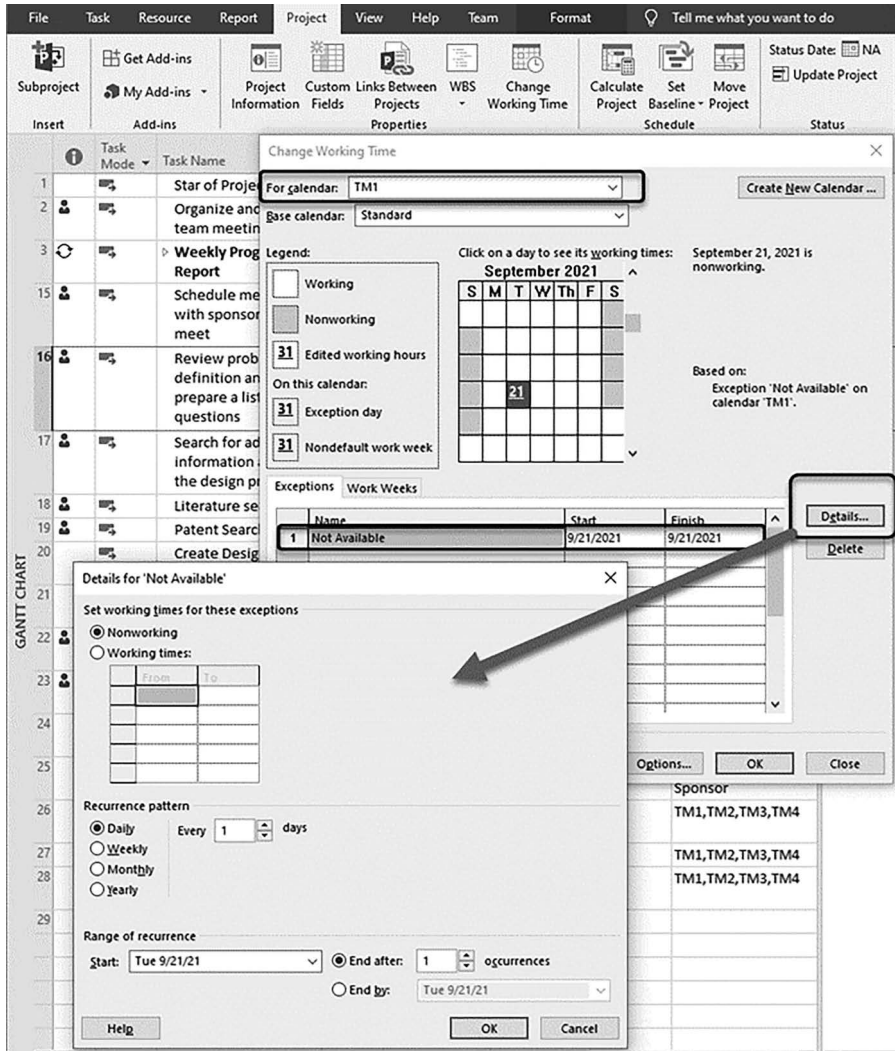 File Task Resource Report Project View Help Team Format Tell me what you want to do
Subproject
Get Add-ins
My Add-ins
Project Information
Custom Fields
Links Between Projects
WBS
Change Working Time
Calculate Project
Set Baseline
Move Project
Status Date: NA
Update Project
Insert Add-ins Properties Schedule Status
Task Mode Task Name
1 Star of Proje
2 Organize and
team meetin
3 Weekly Prog
Report
15 Schedule me
with sponsor
meet
16 Review prob
definition an
prepare a list
questions
17 Search for ad
information
the design p
18 Literature se
19 Patent Searc
20 Create Desig
21
22
23
24
25
26
27
28
29
GANTT CHART
Change Working Time
For calendar: TM1
Create New Calendar ...
Base calendar: Standard
Legend:
Working
Nonworking
31 Edited working hours
On this calendar:
31 Exception day
31 Nondefault work week
Click on a day to see its working times:
September 2021
S M T W Th F S
21
September 21, 2021 is
nonworking.
Based on:
Exception 'Not Available' on
calendar 'TM1'.
Exceptions Work Weeks
Name Start Finish
1 Not Available 9/21/2021 9/21/2021
Details...
Delete
Options... OK Close
Details for 'Not Available'
Set working times for these exceptions
Nonworking
Working times:
From To
Recurrence pattern
Daily Every 1 days
Weekly
Monthly
Yearly
Range of recurrence
Start: Tue 9/21/21 End after: 1 occurrences
End by: Tue 9/21/21
Help OK Cancel
Sponsor
TM1,TM2,TM3,TM4
TM1,TM2,TM3,TM4
TM1,TM2,TM3,TM4